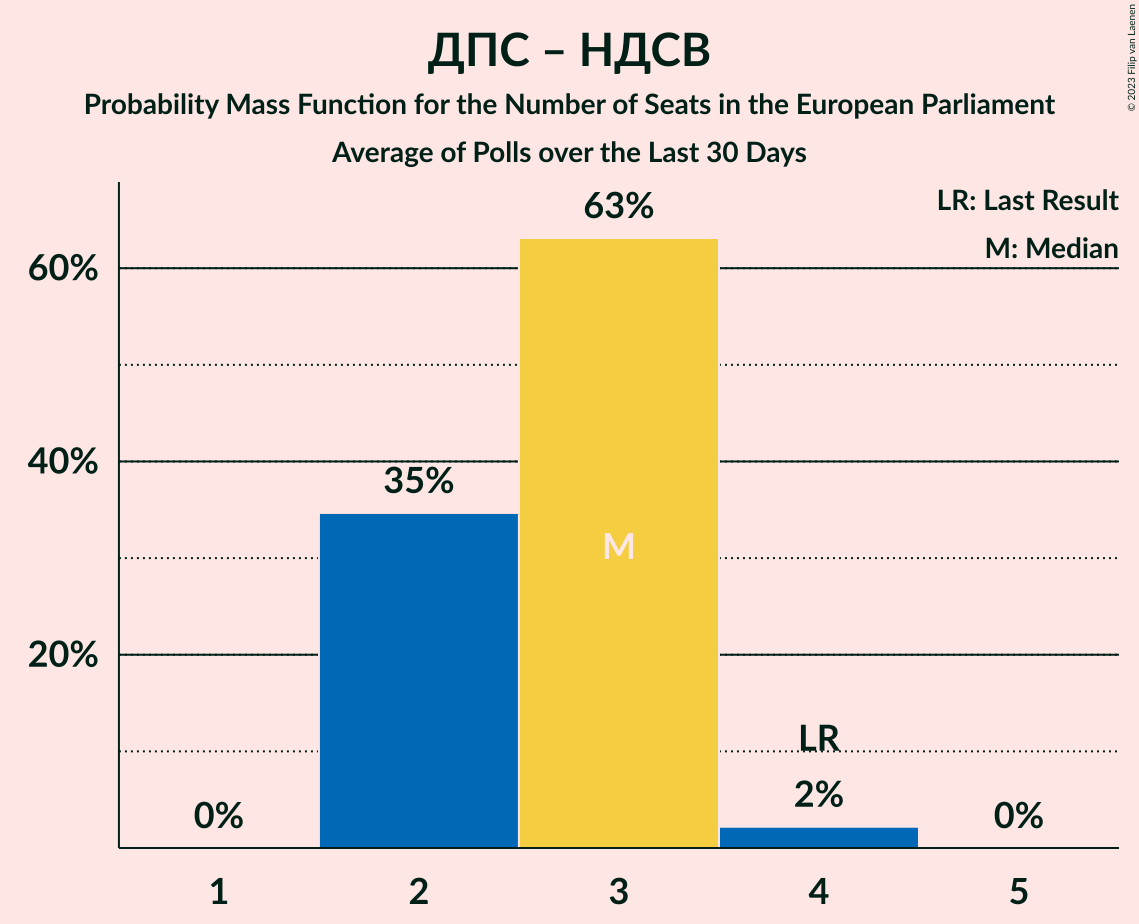 ДПС – НДСВ
Probability Mass Function for the Number of Seats in the European Parliament
Average of Polls over the Last 30 Days
© 2023 Filip van Laenen
LR: Last Result
M: Median
63%
60%
40%
35%
M
20%
LR
2%
0%
0%
1
2
3
4
5